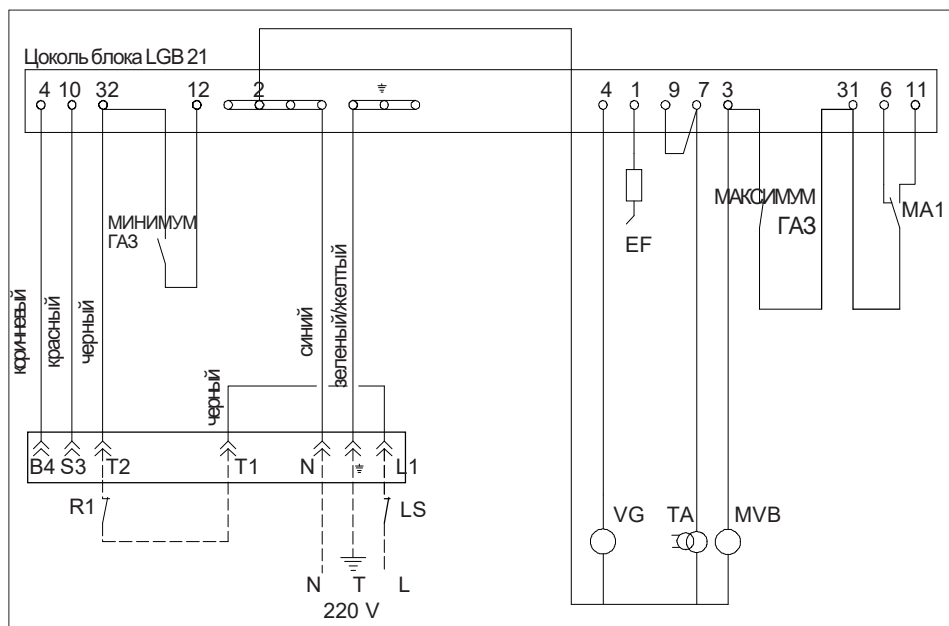 Цоколь блока LGB 21
4 10 32 12 2 4 1 9 7 3 31 6 11
МИНИМУМ
ГАЗ
МАКСИМУМ
ГАЗ
MA1
EF
коричневый
красный
черный
черный
синий
зеленый/желтый
B4 S3 T2 T1 N L1
R1
LS
VG TA MVB
N T L
220 V